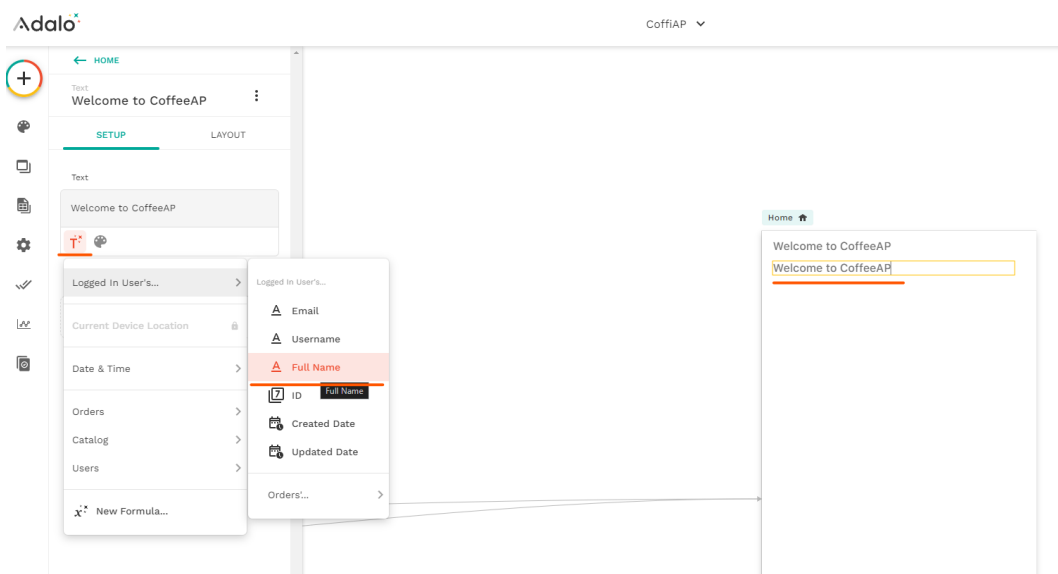 Adalo
CoffiAP
HOME
Text
Welcome to CoffeeAP
SETUP
LAYOUT
Text
Welcome to CoffeeAP
Logged In User's...
Current Device Location
Date & Time
Orders
Catalog
Users
New Formula...
Logged In User's...
Email
Username
Full Name
ID
Full Name
Created Date
Updated Date
Orders'...
Home
Welcome to CoffeeAP
Welcome to CoffeeAP